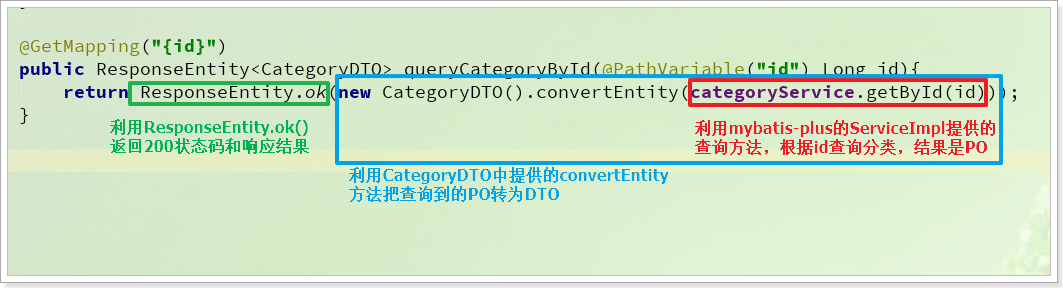 }
@GetMapping("{id}")
public ResponseEntity<CategoryDTO> queryCategoryById(@PathVariable("id") Long id){
return ResponseEntity.ok(new CategoryDTO().convertEntity(categoryService.getById(id)));
}
利用ResponseEntity.ok()
返回200状态码和响应结果
利用mybatis-plus的ServiceImpl提供的
查询方法，根据id查询分类，结果是PO
利用CategoryDTO中提供的convertEntity
方法把查询到的PO转为DTO